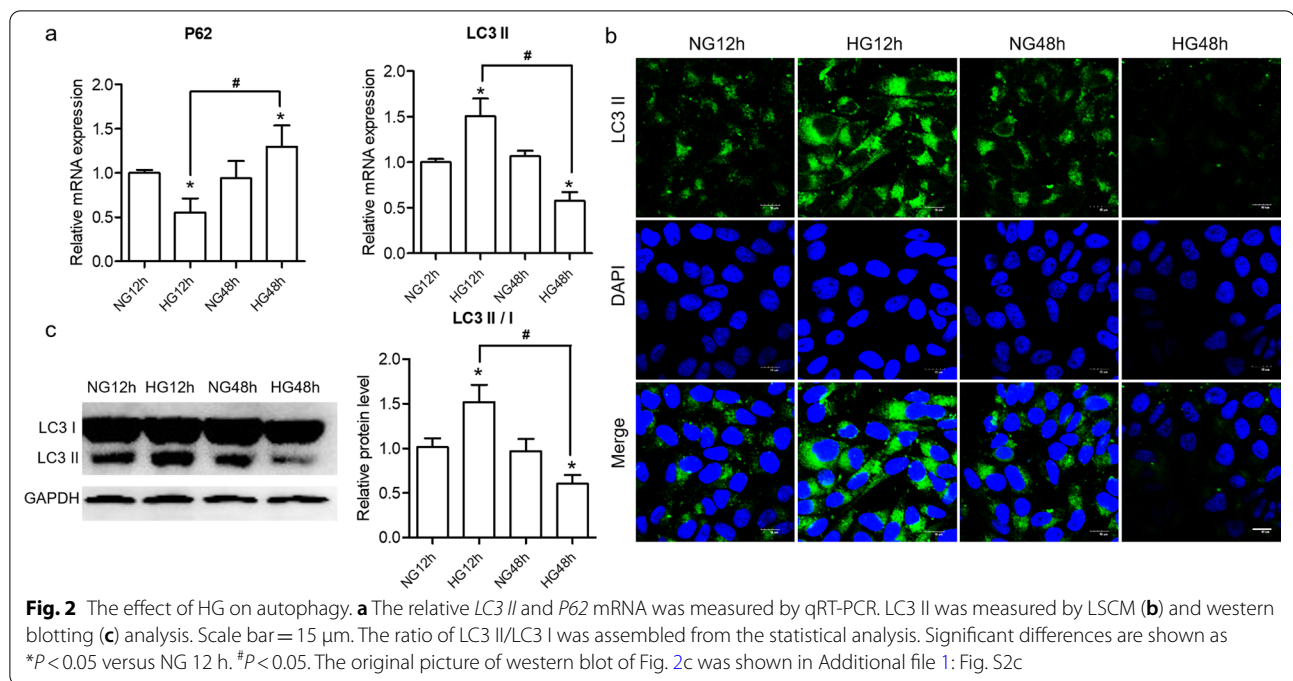 a
P62
Relative mRNA expression
2.0
1.5
1.0
0.5
0.0
#
*
*
NG12h
HG12h
NG48h
HG48h
LC3 II
Relative mRNA expression
2.0
1.5
1.0
0.5
0.0
#
*
*
NG12h
HG12h
NG48h
HG48h
b
NG12h HG12h NG48h HG48h
LC3 II
DAPI
Merge
c
NG12h HG12h NG48h HG48h
LC3 I
LC3 II
GAPDH
LC3 II / I
Relative protein level
2.0
1.5
1.0
0.5
0.0
#
*
*
NG12h
HG12h
NG48h
HG48h
Fig. 2 The effect of HG on autophagy. a The relative LC3 II and P62 mRNA was measured by qRT-PCR. LC3 II was measured by LSCM (b) and western
blotting (c) analysis. Scale bar = 15 μm. The ratio of LC3 II/LC3 I was assembled from the statistical analysis. Significant differences are shown as
*P < 0.05 versus NG 12 h. #P < 0.05. The original picture of western blot of Fig. 2c was shown in Additional file 1: Fig. S2c